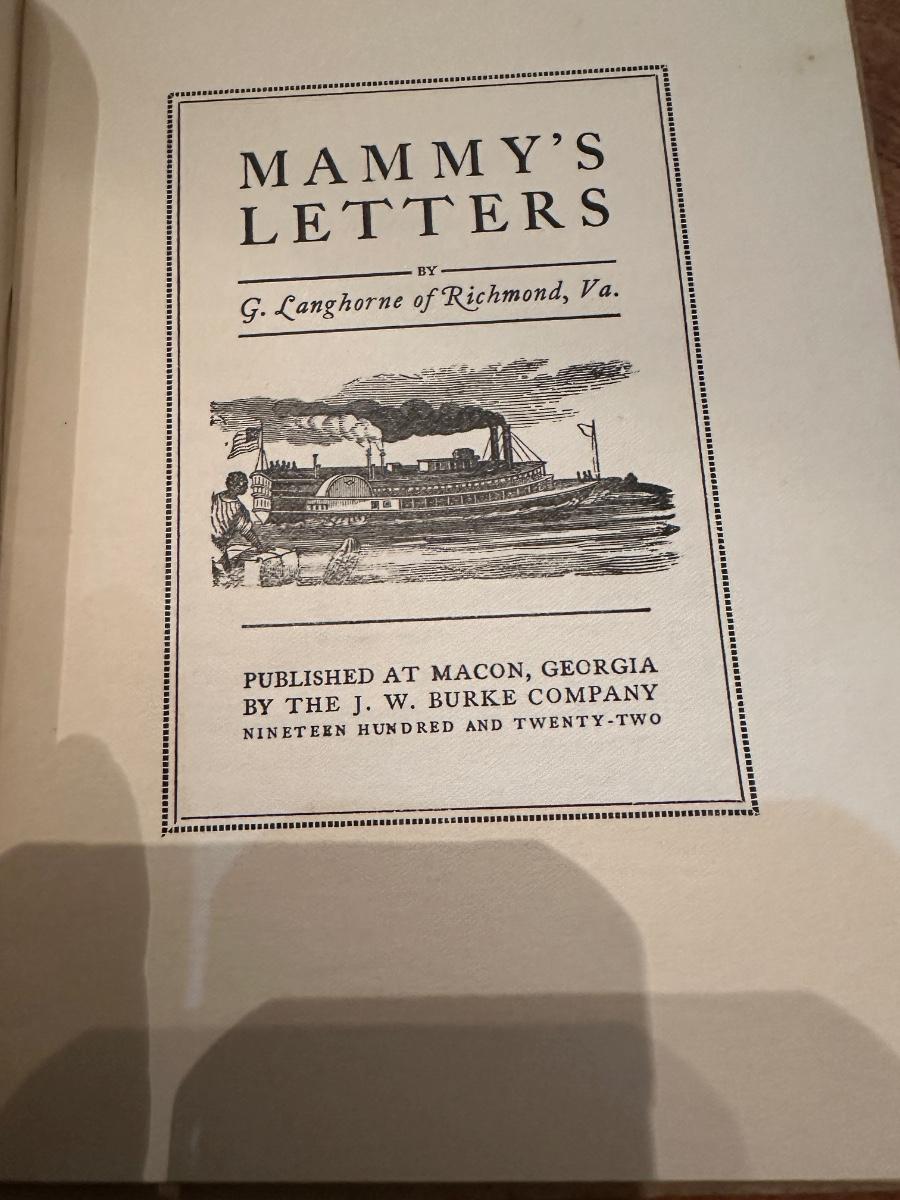 MAMMY'S
LETTERS
BY
G. Langhorne of Richmond, Va.
PUBLISHED AT MACON, GEORGIA
BY THE J. W. BURKE COMPANY
NINETEEN HUNDRED AND TWENTY-TWO